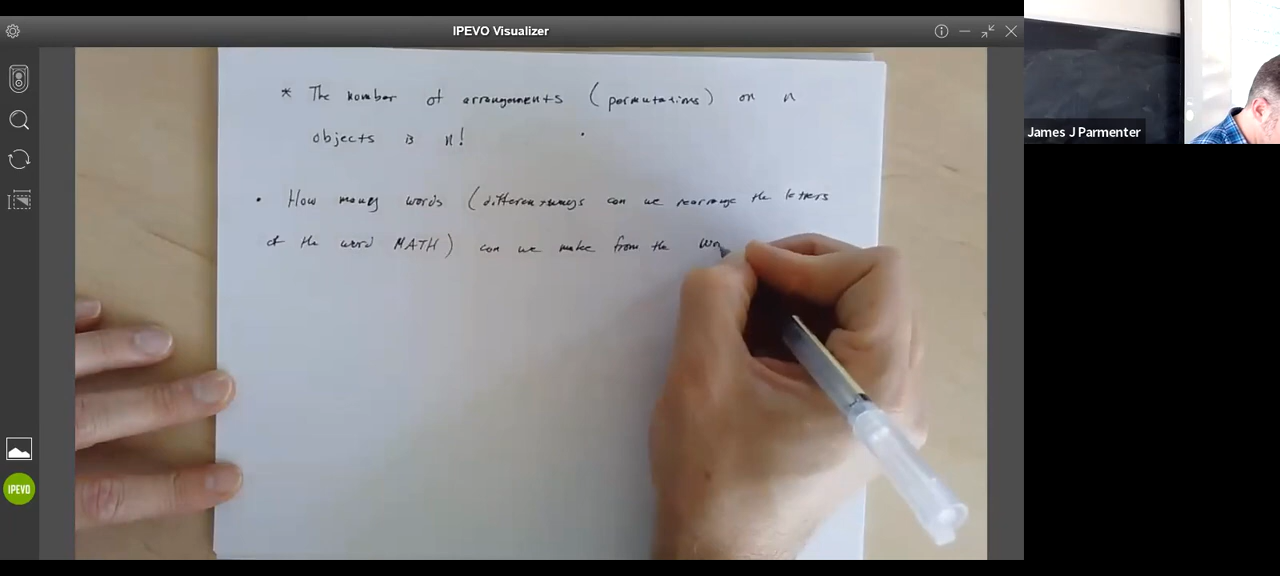 IPEVO Visualizer
* The number of arrangements (permutations) on n
objects is n!
• How many words (different ways can we rearrange the letters
of the word MATH) can we make from the
James J Parmenter
IPEVO